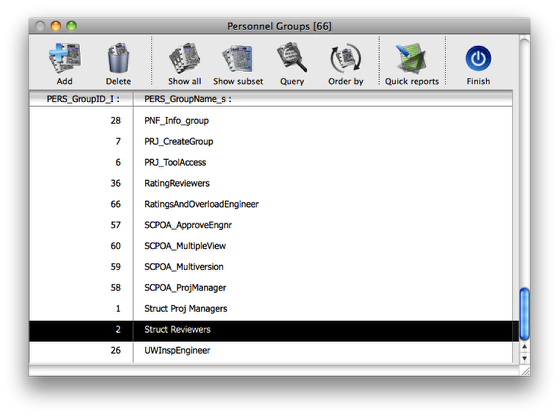 Personnel Groups [66]
Add Delete Show all Show subset Query Order by Quick reports Finish
PERS_GroupID_I : PERS_GroupName_s :
28 PNF_Info_group
7 PRJ_CreateGroup
6 PRJ_ToolAccess
36 RatingReviewers
66 RatingsAndOverloadEngineer
57 SCPOA_ApproveEngnr
60 SCPOA_MultipleView
59 SCPOA_Multiversion
58 SCPOA_ProjManager
1 Struct Proj Managers
2 Struct Reviewers
26 UWInspEngineer